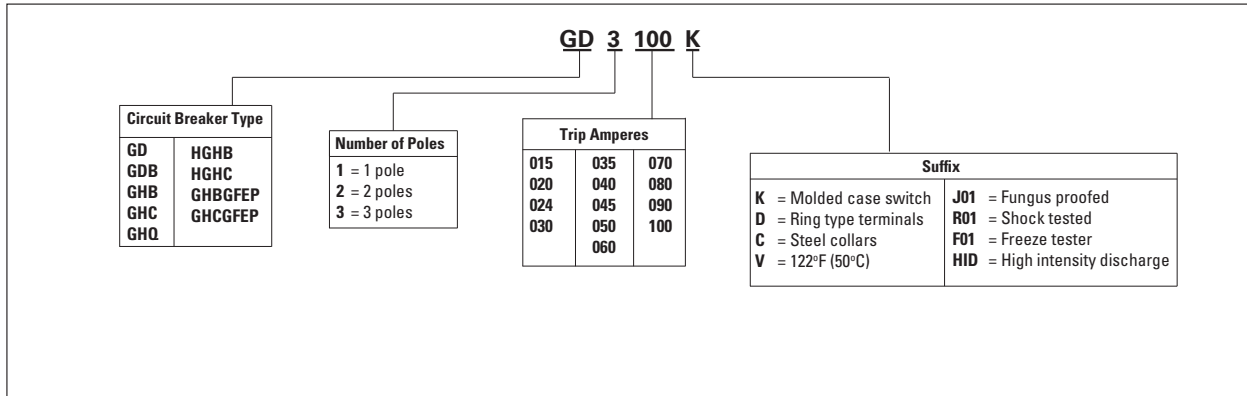 GD 3 100 K
Circuit Breaker Type
GD
GDB
GHB
GHC
GHQ
HGHB
HGHC
GHBGFEP
GHCGFEP
Number of Poles
1 = 1 pole
2 = 2 poles
3 = 3 poles
Trip Amperes
015
020
024
030
035
040
045
050
060
070
080
090
100
Suffix
K = Molded case switch
D = Ring type terminals
C = Steel collars
V = 122°F (50°C)
J01 = Fungus proofed
R01 = Shock tested
F01 = Freeze tester
HID = High intensity discharge